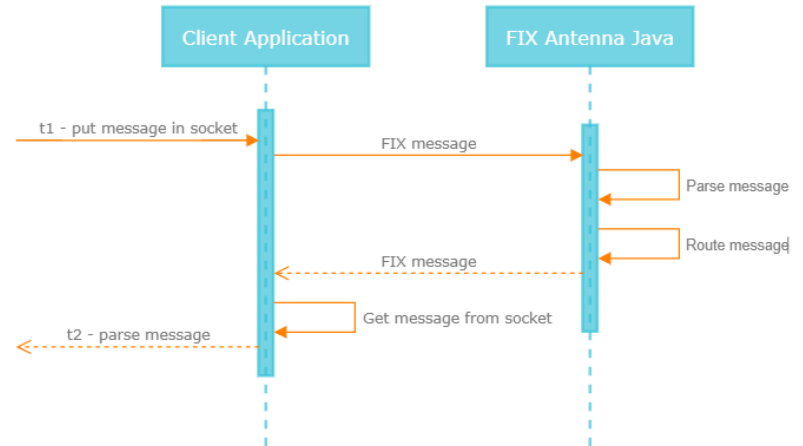 Client Application
FIX Antenna Java
t1 - put message in socket
FIX message
Parse message
Route message
FIX message
Get message from socket
t2 - parse message